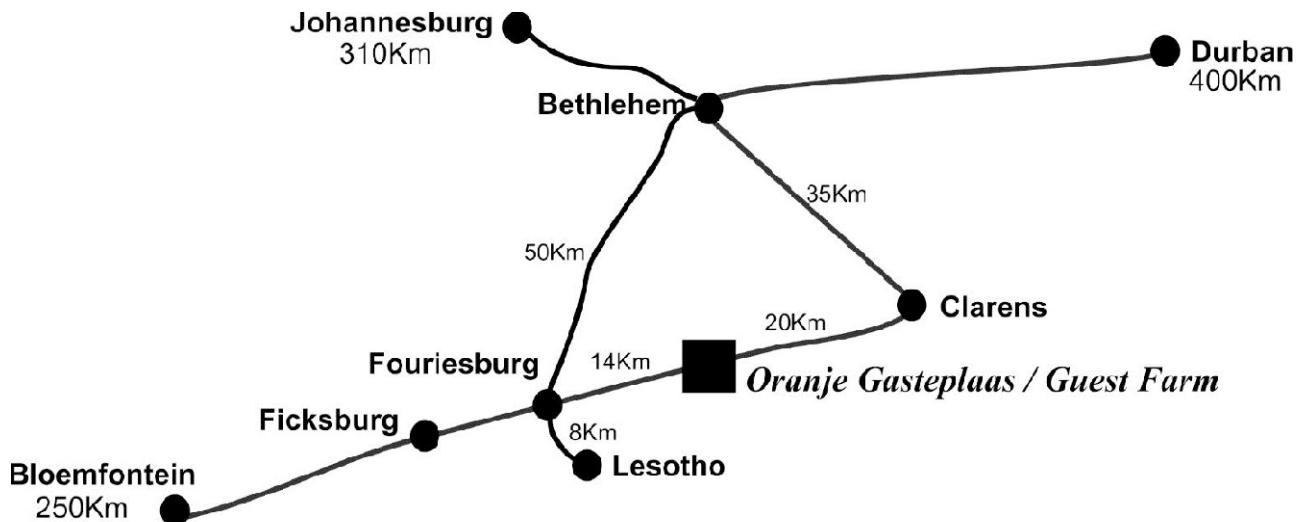 Johannesburg
310Km
Durban
400Km
Bethlehem
35Km
50Km
Clarens
20Km
14Km
Fouriesburg
Oranje Gasteplaas / Guest Farm
Ficksburg
8Km
Lesotho
Bloemfontein
250Km